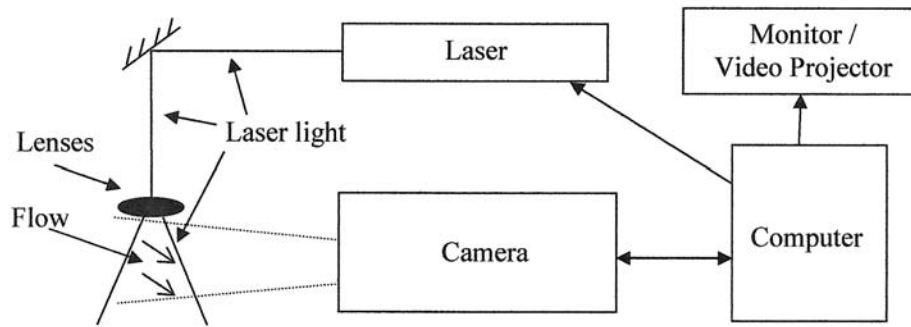 Laser
Monitor /
Video Projector
Laser light
Lenses
Flow
Camera
Computer